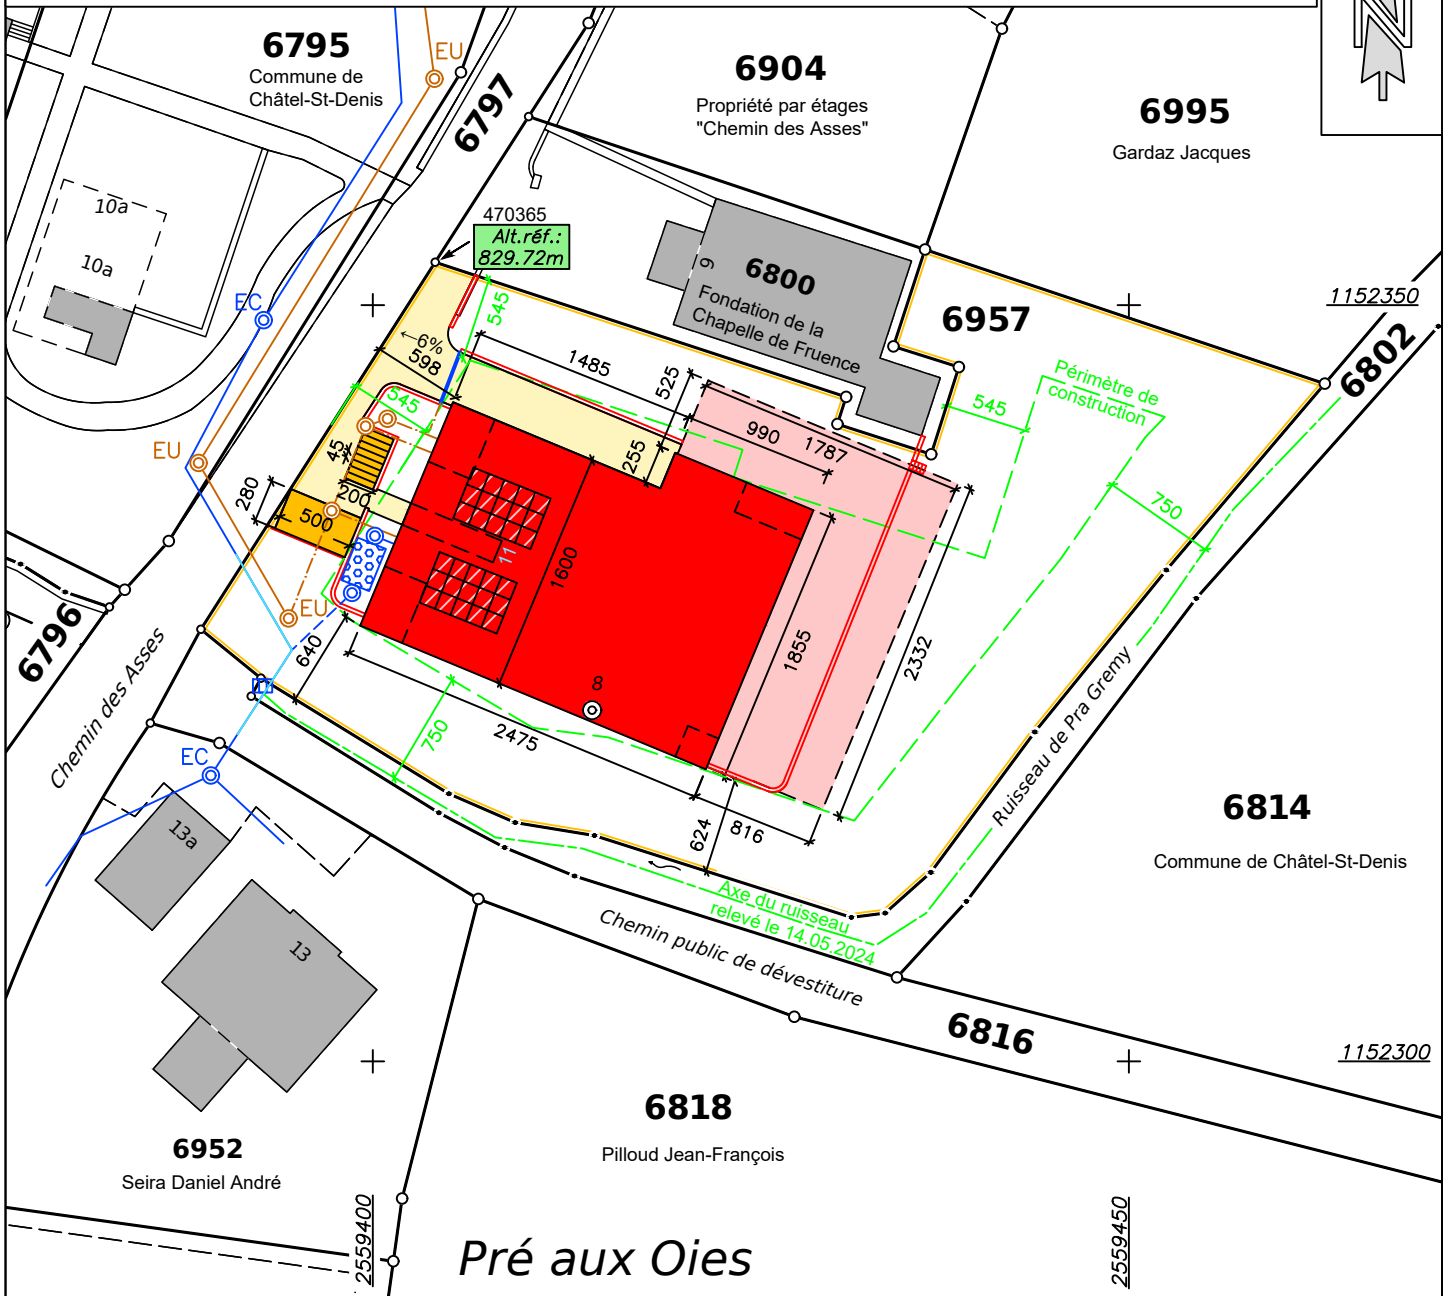 6795
Commune de
Châtel-St-Denis
EU
6797
6904
Propriété par étages
"Chemin des Asses"
6995
Gardaz Jacques
10a
10a
470365
Alt.réf.:
829.72m
EC
6800
9
Fondation de la
Chapelle de Fruence
6957
1152350
6802
545
←6%
598
1485
525
545
990
1787
545
Périmètre de
construction
255
45
280
200
500
EU
750
11
1600
EU
6796
Chemin des Asses
640
1855
2332
8
750
2475
EC
624
816
Ruisseau de Pra Gremy
6814
Commune de Châtel-St-Denis
13a
13
Axe du ruisseau
relevé le 14.05.2024
Chemin public de dévestiture
6816
1152300
6952
Seira Daniel André
6818
Pilloud Jean-François
2559400
2559450
Pré aux Oies